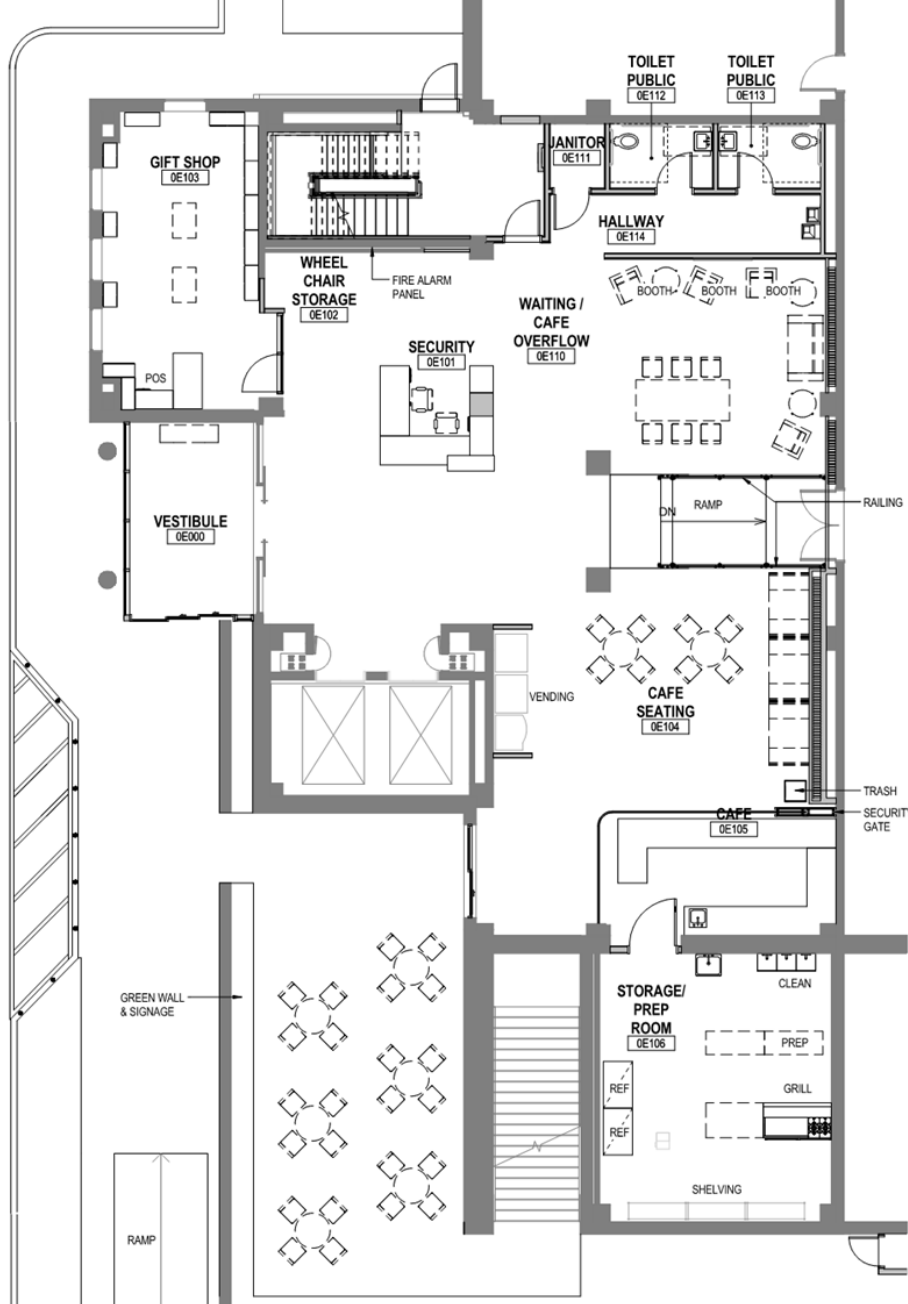 TOILET
PUBLIC
0E112
TOILET
PUBLIC
0E113
JANITOR
0E111
GIFT SHOP
0E103
HALLWAY
0E114
WHEEL
CHAIR
STORAGE
0E102
FIRE ALARM
PANEL
WAITING /
CAFE
OVERFLOW
0E110
BOOTH
BOOTH
BOOTH
SECURITY
0E101
POS
VESTIBULE
0E000
DN
RAMP
RAILING
VENDING
CAFE
SEATING
0E104
TRASH
SECURITY
GATE
CAFE
0E105
GREEN WALL
& SIGNAGE
STORAGE/
PREP
ROOM
0E106
CLEAN
PREP
GRILL
REF
REF
SHELVING
RAMP